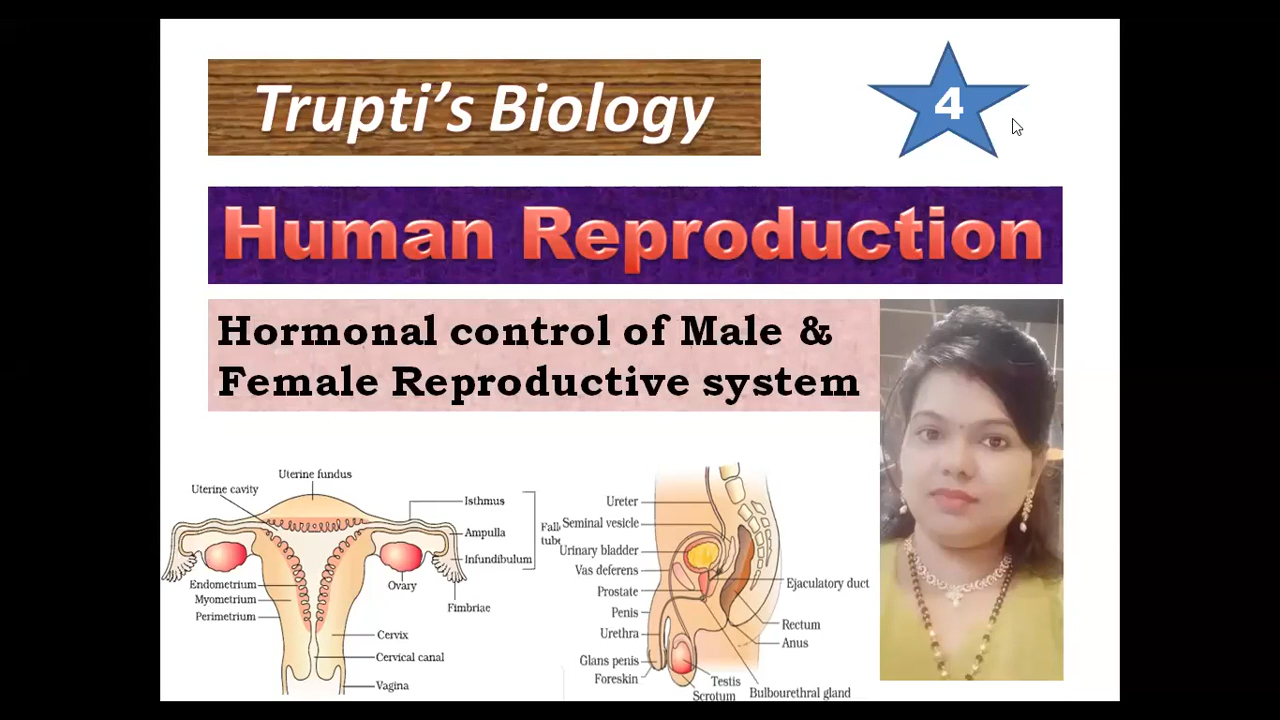 Trupti's Biology
4
Human Reproduction
Hormonal control of Male &
Female Reproductive system
Uterine fundus
Uterine cavity
Isthmus
Ampulla
Infundibulum
Ovary
Fimbriae
Endometrium
Myometrium
Perimetrium
Cervix
Cervical canal
Vagina
Ureter
Seminal vesicle
Urinary bladder
Vas deferens
Prostate
Penis
Urethra
Glans penis
Foreskin
Ejaculatory duct
Rectum
Anus
Testis
Scrotum
Bulbourethral gland